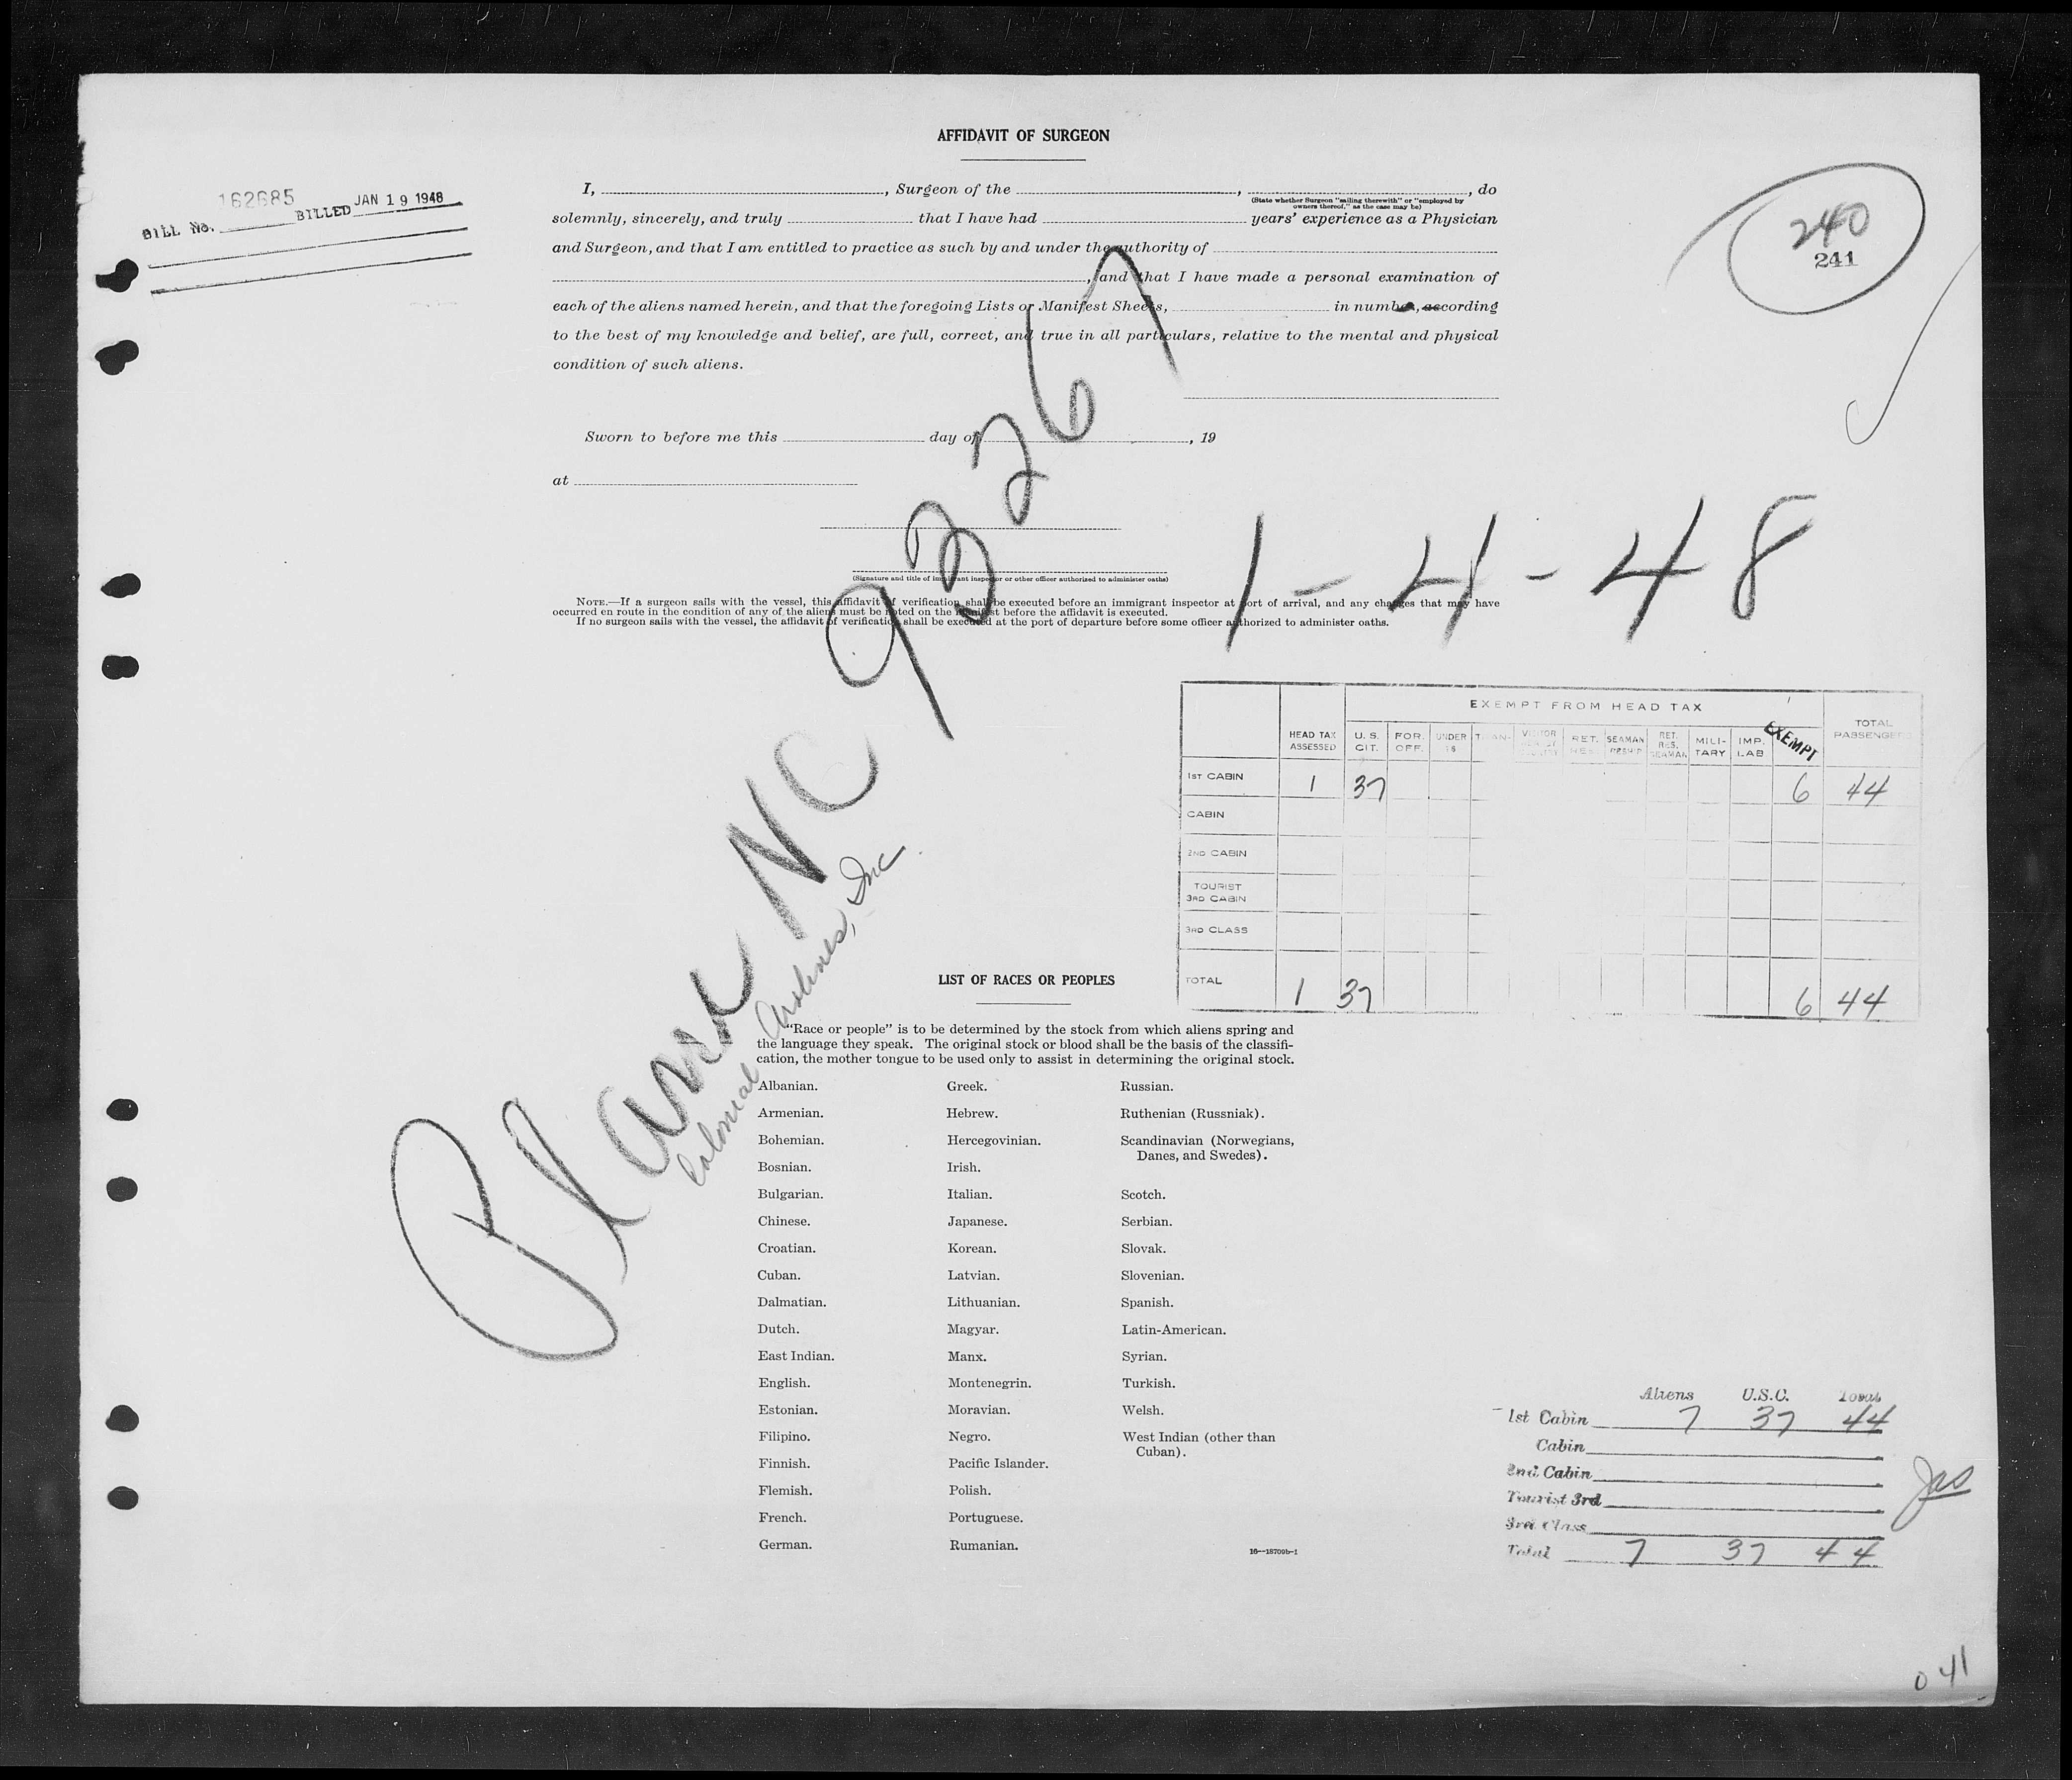 AFFIDAVIT OF SURGEON
162685
BILL No. BILLED JAN 19 1948
240
241
I, , Surgeon of the , , do
(State whether Surgeon "sailing therewith" or "employed by
owners thereof," as the case may be)
solemnly, sincerely, and truly that I have had years' experience as a Physician
and Surgeon, and that I am entitled to practice as such by and under the authority of
, and that I have made a personal examination of
each of the aliens named herein, and that the foregoing Lists or Manifest Sheets, in number, according
to the best of my knowledge and belief, are full, correct, and true in all particulars, relative to the mental and physical
condition of such aliens.
Sworn to before me this day of , 19
at
(Signature and title of immigrant inspector or other officer authorized to administer oaths)
NOTE.—If a surgeon sails with the vessel, this affidavit of verification shall be executed before an immigrant inspector at port of arrival, and any changes that may have
occurred en route in the condition of any of the aliens must be noted on the manifest before the affidavit is executed.
If no surgeon sails with the vessel, the affidavit of verification shall be executed at the port of departure before some officer authorized to administer oaths.
1-4-48
Plane NC 93267
Colonial Airlines, Inc.
EXEMPT FROM HEAD TAX
HEAD TAX ASSESSED U. S. CIT. FOR. OFF. UNDER 16 RET. RES. SEAMAN RET. RES. SEAMAN MILI- TARY IMP. LAB EXEMPT TOTAL PASSENGERS
1ST CABIN 1 37 6 44
CABIN
2ND CABIN
TOURIST
3RD CABIN
3RD CLASS
TOTAL 1 37 6 44
LIST OF RACES OR PEOPLES
"Race or people" is to be determined by the stock from which aliens spring and
the language they speak. The original stock or blood shall be the basis of the classifi-
cation, the mother tongue to be used only to assist in determining the original stock.
Albanian. Greek. Russian.
Armenian. Hebrew. Ruthenian (Russniak).
Bohemian. Hercegovinian. Scandinavian (Norwegians,
Danes, and Swedes).
Bosnian. Irish.
Bulgarian. Italian. Scotch.
Chinese. Japanese. Serbian.
Croatian. Korean. Slovak.
Cuban. Latvian. Slovenian.
Dalmatian. Lithuanian. Spanish.
Dutch. Magyar. Latin-American.
East Indian. Manx. Syrian.
English. Montenegrin. Turkish.
Estonian. Moravian. Welsh.
Filipino. Negro. West Indian (other than
Cuban).
Finnish. Pacific Islander.
Flemish. Polish.
French. Portuguese.
German. Rumanian.
16—18709b-1
Aliens U.S.C. Total
1st Cabin 7 37 44
Cabin
2nd Cabin
Tourist 3rd
3rd Class
Total 7 37 44
041